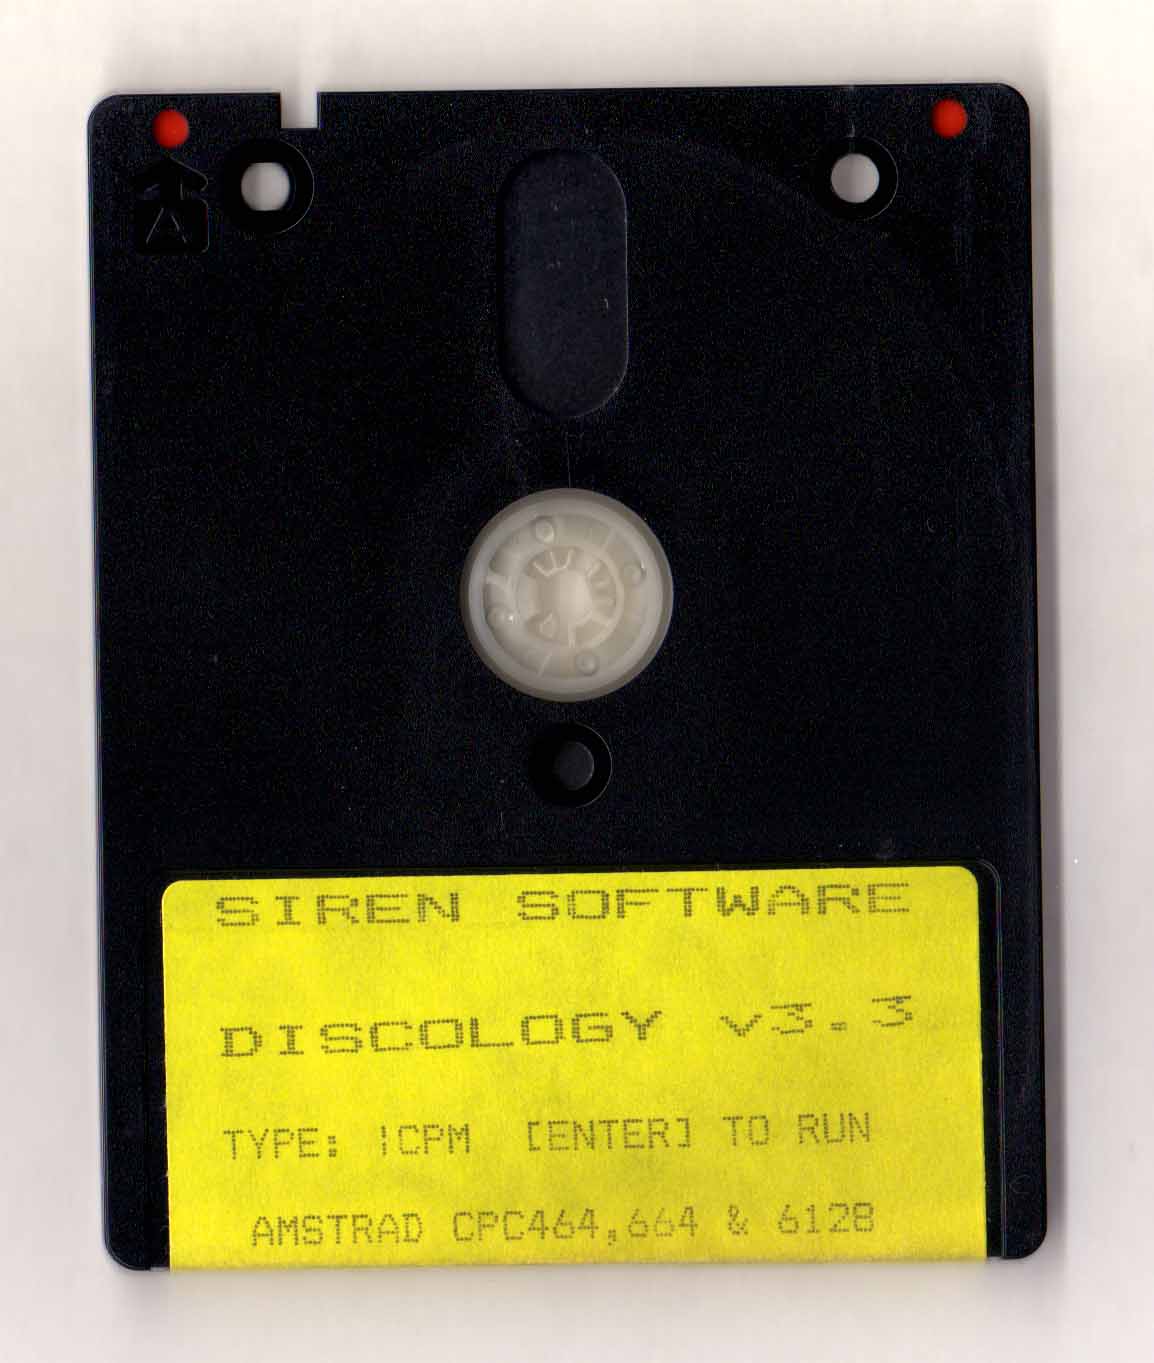 A
SIREN SOFTWARE
DISCOLOGY v3.3
TYPE: |CPM [ENTER] TO RUN
AMSTRAD CPC464,664 & 6128